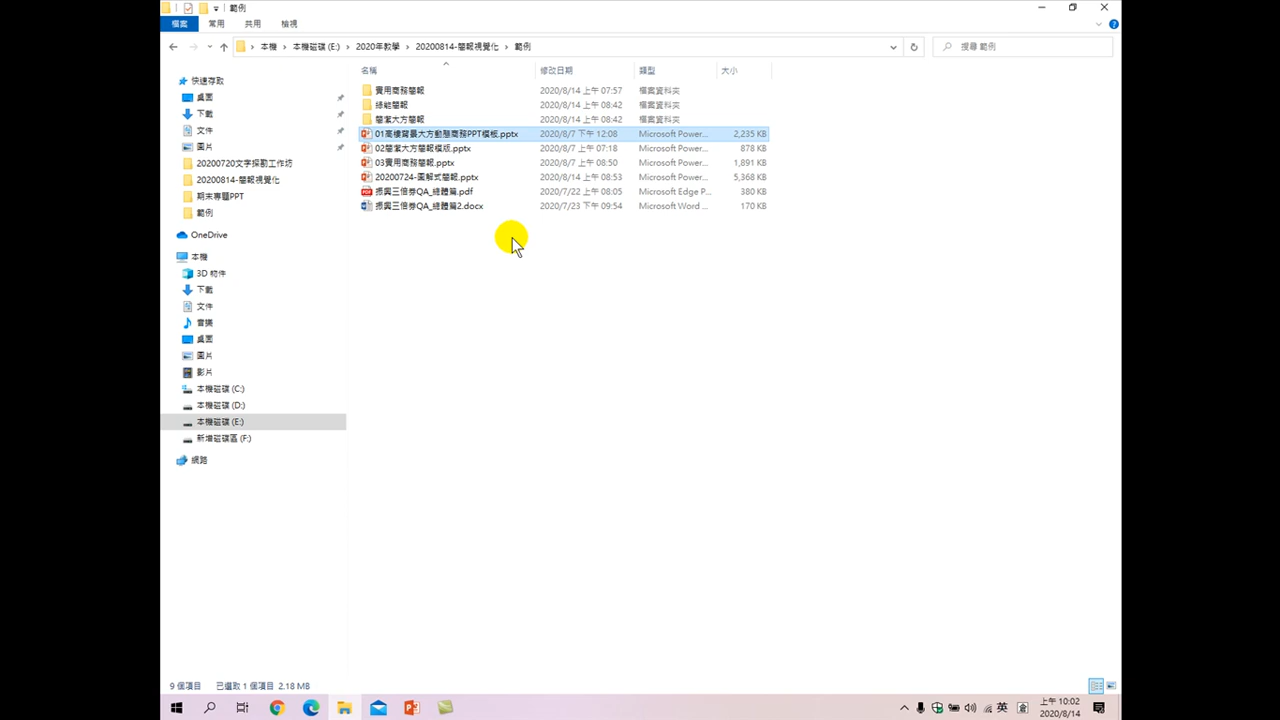 範例
檔案 常用 共用 檢視
本機 > 本機磁碟 (E:) > 2020年教學 > 20200814-簡報視覺化 > 範例
搜尋 範例
名稱 修改日期 類型 大小
實用商務簡報 2020/8/14 上午 07:57 檔案資料夾
綠能簡報 2020/8/14 上午 08:42 檔案資料夾
簡潔大方簡報 2020/8/14 上午 08:42 檔案資料夾
01高樓背景大方動態商務PPT模板.pptx 2020/8/7 下午 12:08 Microsoft Power... 2,235 KB
02簡潔大方簡報模版.pptx 2020/8/7 上午 07:18 Microsoft Power... 878 KB
03實用商務簡報.pptx 2020/8/7 上午 08:50 Microsoft Power... 1,891 KB
20200724-圖解式簡報.pptx 2020/8/14 上午 08:53 Microsoft Power... 5,368 KB
振興三倍券QA_總體篇.pdf 2020/7/22 上午 08:05 Microsoft Edge P... 380 KB
振興三倍券QA_總體篇2.docx 2020/7/23 下午 09:54 Microsoft Word ... 170 KB
快速存取
桌面
下載
文件
圖片
20200720文字探勘工作坊
20200814-簡報視覺化
期末專題PPT
範例
OneDrive
本機
3D 物件
下載
文件
音樂
桌面
圖片
影片
本機磁碟 (C:)
本機磁碟 (D:)
本機磁碟 (E:)
新增磁碟區 (F:)
網路
9 個項目 已選取 1 個項目 2.18 MB
英
上午 10:02
2020/8/14